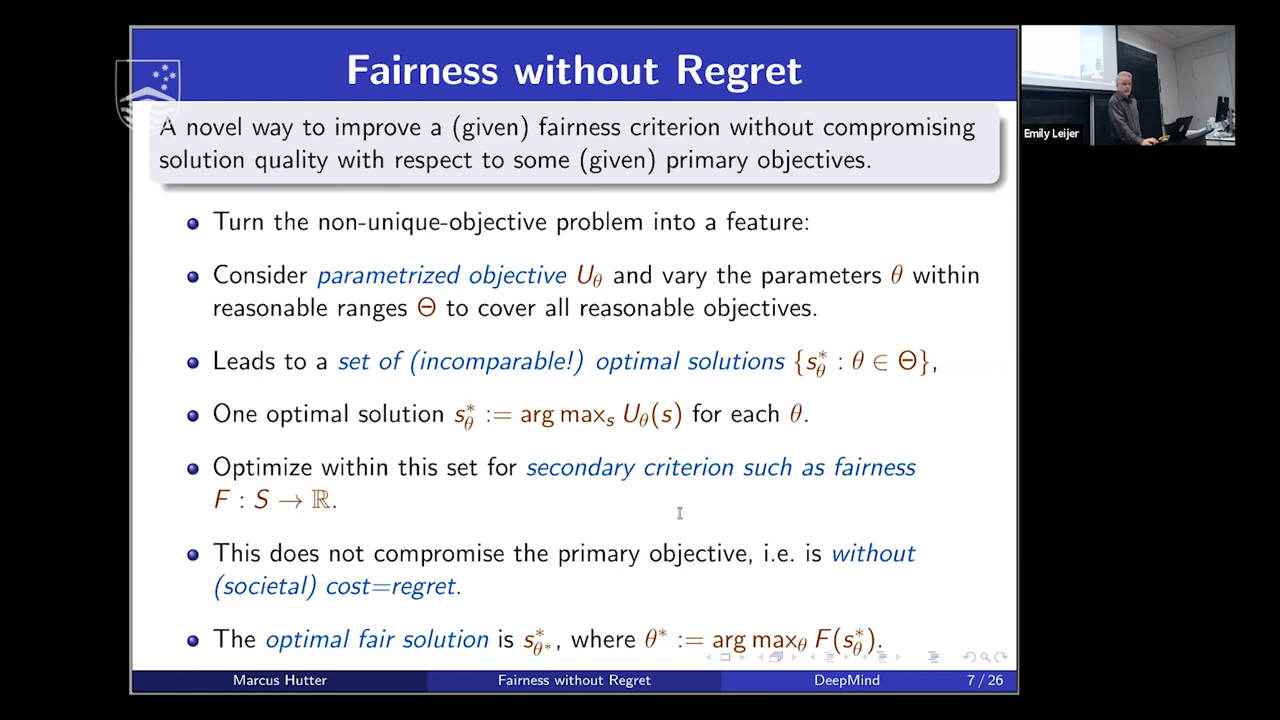 Fairness without Regret
A novel way to improve a (given) fairness criterion without compromising
solution quality with respect to some (given) primary objectives.
Emily Leijer
Turn the non-unique-objective problem into a feature:
Consider parametrized objective U_θ and vary the parameters θ within
reasonable ranges Θ to cover all reasonable objectives.
Leads to a set of (incomparable!) optimal solutions {s*_θ : θ ∈ Θ},
One optimal solution s*_θ := arg max_s U_θ(s) for each θ.
Optimize within this set for secondary criterion such as fairness
F : S → ℝ.
This does not compromise the primary objective, i.e. is without
(societal) cost=regret.
The optimal fair solution is s*_θ*, where θ* := arg max_θ F(s*_θ).
Marcus Hutter Fairness without Regret DeepMind 7 / 26